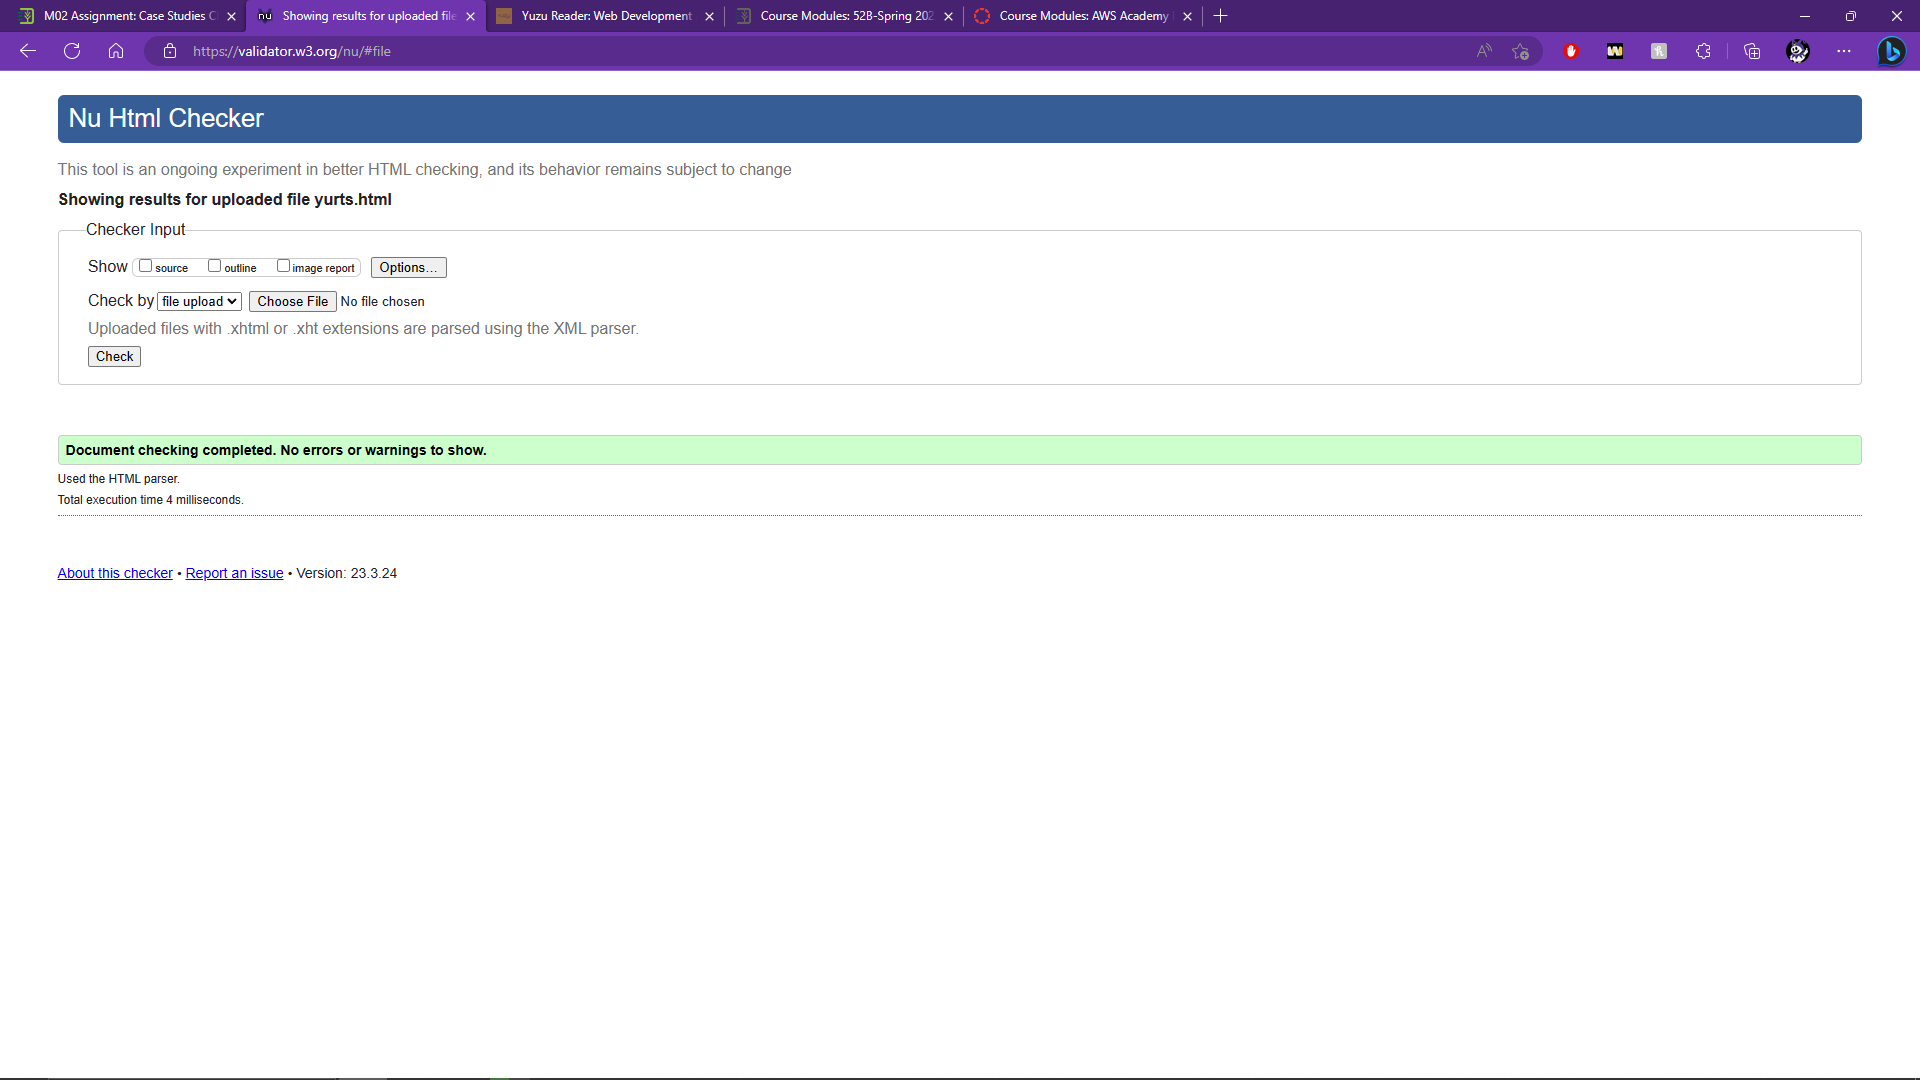 M02 Assignment: Case Studies C
Showing results for uploaded file
Yuzu Reader: Web Development
Course Modules: 52B-Spring 202
Course Modules: AWS Academy
https://validator.w3.org/nu/#file
Nu Html Checker
This tool is an ongoing experiment in better HTML checking, and its behavior remains subject to change
Showing results for uploaded file yurts.html
Checker Input
Show source outline image report Options...
Check by file upload Choose File No file chosen
Uploaded files with .xhtml or .xht extensions are parsed using the XML parser.
Check
Document checking completed. No errors or warnings to show.
Used the HTML parser.
Total execution time 4 milliseconds.
About this checker • Report an issue • Version: 23.3.24